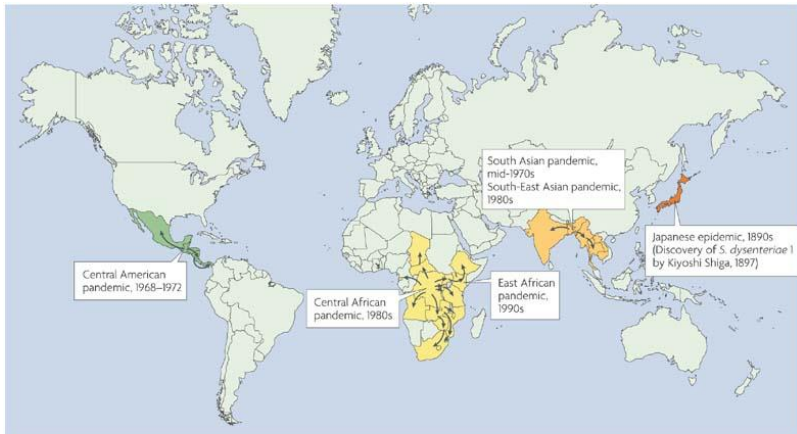 South Asian pandemic,
mid-1970s
South-East Asian pandemic,
1980s
Japanese epidemic, 1890s
(Discovery of S. dysenteriae 1
by Kiyoshi Shiga, 1897)
Central American
pandemic, 1968–1972
Central African
pandemic, 1980s
East African
pandemic,
1990s